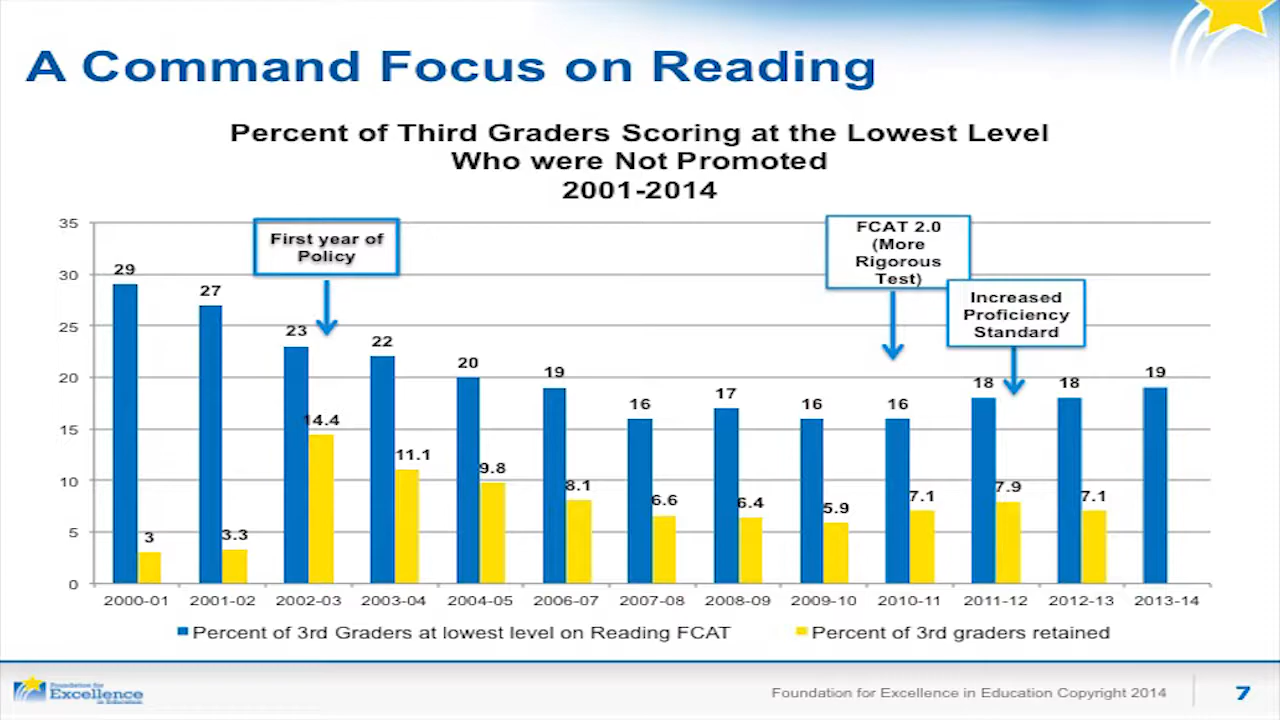 A Command Focus on Reading
Percent of Third Graders Scoring at the Lowest Level
Who were Not Promoted
2001-2014
35
30
25
20
15
10
5
0
First year of
Policy
FCAT 2.0
(More
Rigorous
Test)
Increased
Proficiency
Standard
29
3
27
3.3
23
14.4
22
11.1
20
9.8
19
8.1
16
6.6
17
6.4
16
5.9
16
7.1
18
7.9
18
7.1
19
2000-01 2001-02 2002-03 2003-04 2004-05 2006-07 2007-08 2008-09 2009-10 2010-11 2011-12 2012-13 2013-14
Percent of 3rd Graders at lowest level on Reading FCAT Percent of 3rd graders retained
Foundation for
Excellence
in Education
Foundation for Excellence in Education Copyright 2014
7